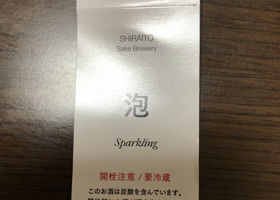 SHIRAITO
Sake Brewery
泡
Sparkling
開栓注意 / 要冷蔵
このお酒は炭酸を含んでいます。